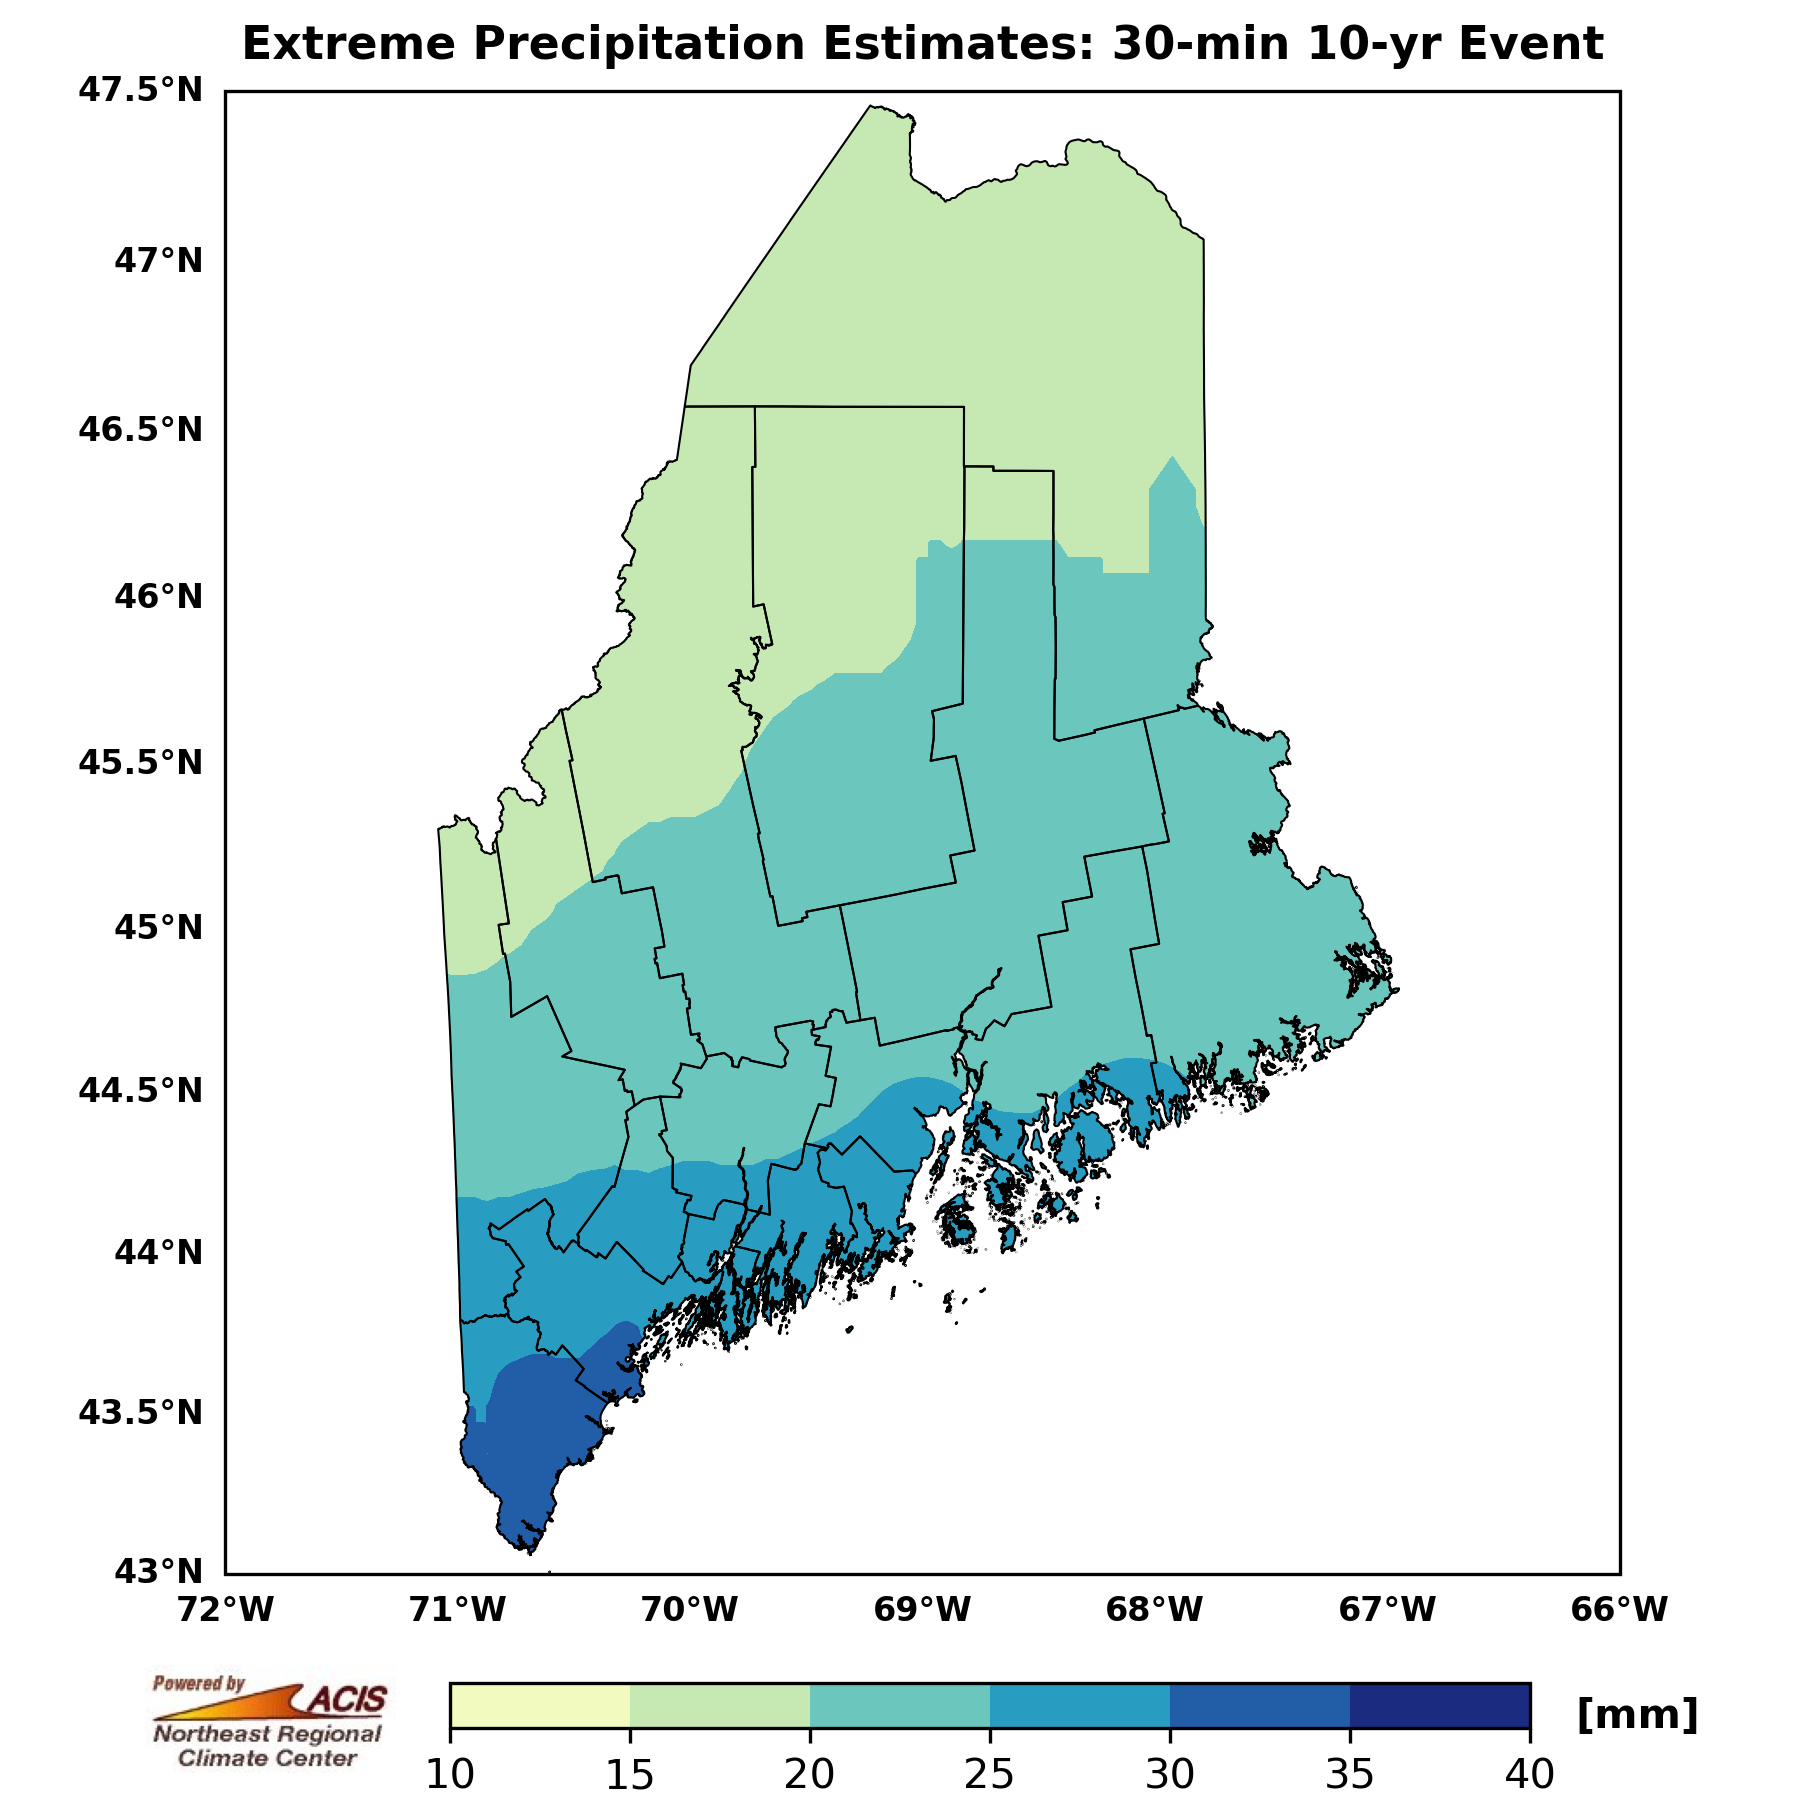 Extreme Precipitation Estimates: 30-min 10-yr Event
47.5°N
47°N
46.5°N
46°N
45.5°N
45°N
44.5°N
44°N
43.5°N
43°N
72°W 71°W 70°W 69°W 68°W 67°W 66°W
Powered by
ACIS
Northeast Regional
Climate Center
[mm]
10 15 20 25 30 35 40